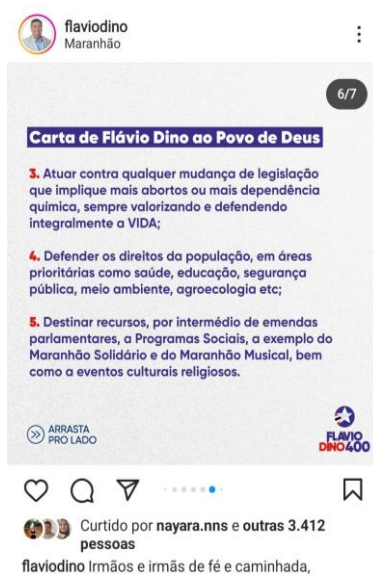 flaviodino
Maranhão
6/7
Carta de Flávio Dino ao Povo de Deus
3. Atuar contra qualquer mudança de legislação
que implique mais abortos ou mais dependência
química, sempre valorizando e defendendo
integralmente a VIDA;
4. Defender os direitos da população, em áreas
prioritárias como saúde, educação, segurança
pública, meio ambiente, agroecologia etc;
5. Destinar recursos, por intermédio de emendas
parlamentares, a Programas Sociais, a exemplo do
Maranhão Solidário e do Maranhão Musical, bem
como a eventos culturais religiosos.
ARRASTA
PRO LADO
FLAVIO
DINO400
Curtido por nayara.nns e outras 3.412
pessoas
flaviodino Irmãos e irmãs de fé e caminhada,